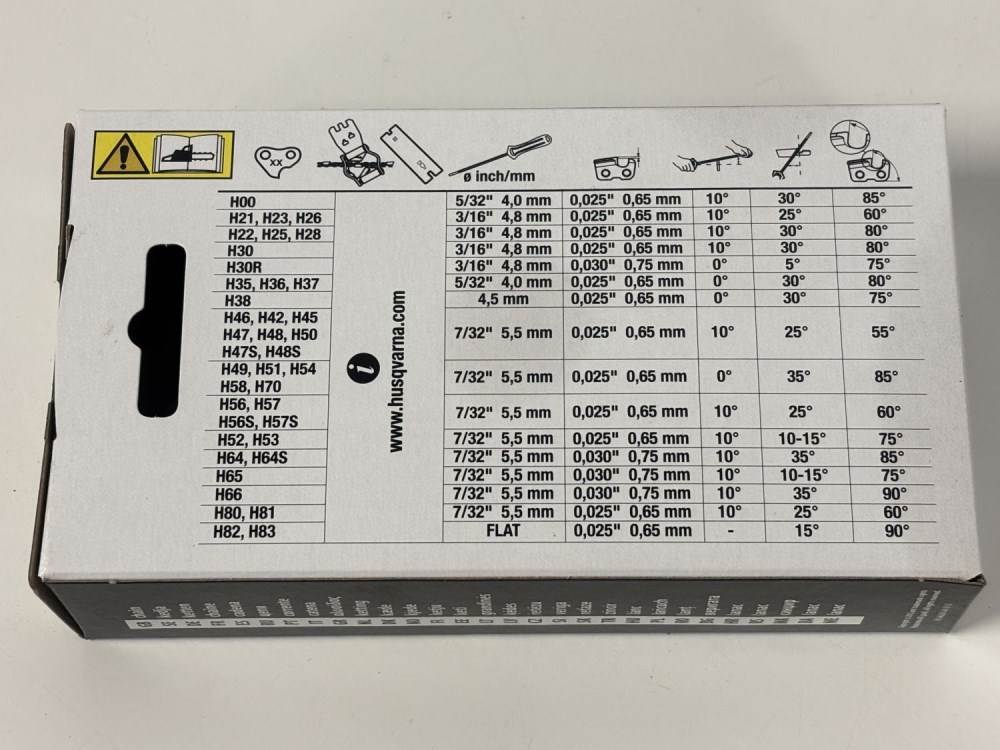 XX
ø inch/mm
H00 5/32" 4,0 mm 0,025" 0,65 mm 10° 30° 85°
H21, H23, H26 3/16" 4,8 mm 0,025" 0,65 mm 10° 25° 60°
H22, H25, H28 3/16" 4,8 mm 0,025" 0,65 mm 10° 30° 80°
H30 3/16" 4,8 mm 0,025" 0,65 mm 10° 30° 80°
H30R 3/16" 4,8 mm 0,030" 0,75 mm 0° 5° 75°
H35, H36, H37 5/32" 4,0 mm 0,025" 0,65 mm 0° 30° 80°
H38 4,5 mm 0,025" 0,65 mm 0° 30° 75°
H46, H42, H45
H47, H48, H50 7/32" 5,5 mm 0,025" 0,65 mm 10° 25° 55°
H47S, H48S
H49, H51, H54 7/32" 5,5 mm 0,025" 0,65 mm 0° 35° 85°
H58, H70
H56, H57 7/32" 5,5 mm 0,025" 0,65 mm 10° 25° 60°
H56S, H57S
H52, H53 7/32" 5,5 mm 0,025" 0,65 mm 10° 10-15° 75°
H64, H64S 7/32" 5,5 mm 0,030" 0,75 mm 10° 35° 85°
H65 7/32" 5,5 mm 0,030" 0,75 mm 10° 10-15° 75°
H66 7/32" 5,5 mm 0,030" 0,75 mm 10° 35° 90°
H80, H81 7/32" 5,5 mm 0,025" 0,65 mm 10° 25° 60°
H82, H83 FLAT 0,025" 0,65 mm - 15° 90°
i www.husqvarna.com